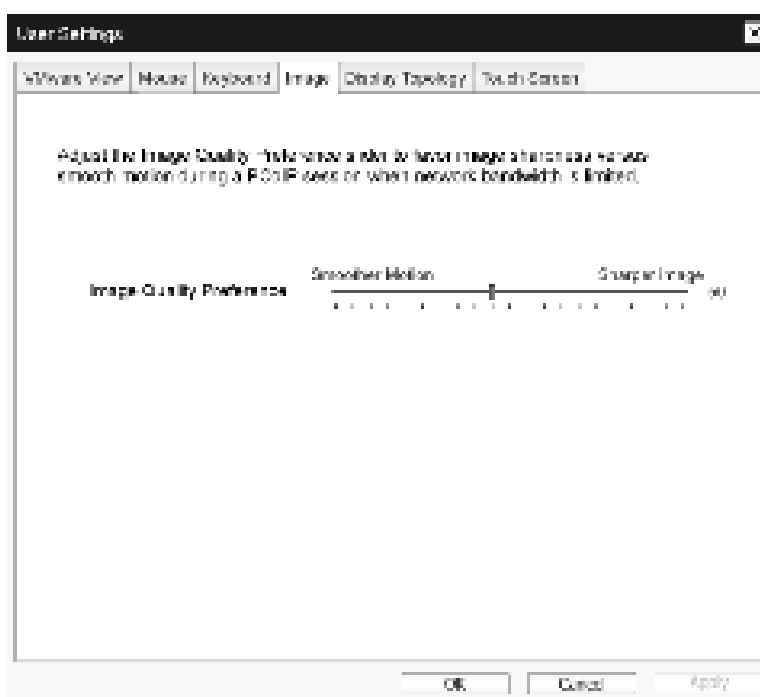 User Settings
VMware View Mouse Keyboard Image Display Topology Touch Screen
Adjust the Image Quality Preference slider to favor image sharpness versus
smooth motion during a PCoIP session when network bandwidth is limited.
Smoother Motion Sharper Image
Image Quality Preference
OK Cancel Apply